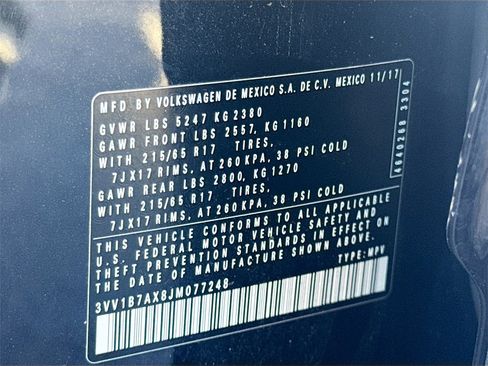 MFD. BY VOLKSWAGEN DE MEXICO S.A. DE C.V. MEXICO 11/17
GVWR LBS 5247 KG 2380
GAWR FRONT LBS 2557, KG 1160
WITH 215/65 R17 TIRES,
7JX17 RIMS, AT 260 KPA, 38 PSI COLD
GAWR REAR LBS 2800, KG 1270
WITH 215/65 R17 TIRES,
7JX17 RIMS, AT 260 KPA, 38 PSI COLD
THIS VEHICLE CONFORMS TO ALL APPLICABLE
U.S. FEDERAL MOTOR VEHICLE SAFETY AND
THEFT PREVENTION STANDARDS IN EFFECT ON
THE DATE OF MANUFACTURE SHOWN ABOVE.
3VV1B7AX8JM077248 TYPE: MPV
4640268 3304